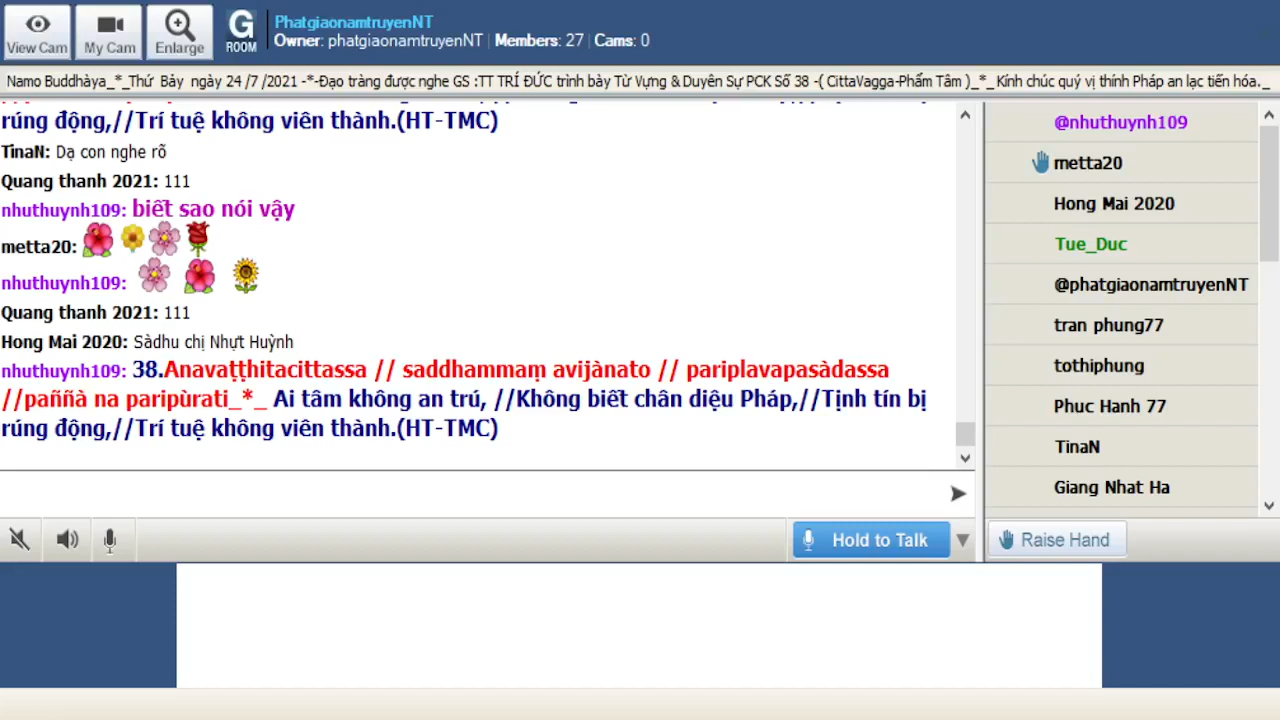 View Cam
My Cam
Enlarge
G
ROOM
PhatgiaonamtruyenNT
Owner: phatgiaonamtruyenNT | Members: 27 | Cams: 0
Namo Buddhàya_*_Thứ Bảy ngày 24 /7 /2021 -*-Đạo tràng được nghe GS :TT TRÍ ĐỨC trình bày Từ Vựng & Duyên Sự PCK Số 38 -( CittaVagga-Phẩm Tâm )_*_ Kính chúc quý vị thính Pháp an lạc tiến hóa._
rúng động,//Trí tuệ không viên thành.(HT-TMC)
TinaN: Dạ con nghe rõ
Quang thanh 2021: 111
nhuthuynh109: biết sao nói vậy
metta20:
nhuthuynh109:
Quang thanh 2021: 111
Hong Mai 2020: Sàdhu chị Nhựt Huỳnh
nhuthuynh109: 38.Anavaṭṭhitacittassa // saddhammaṃ avijànato // pariplavapasàdassa
//paññà na paripùrati_*_ Ai tâm không an trú, //Không biết chân diệu Pháp,//Tịnh tín bị
rúng động,//Trí tuệ không viên thành.(HT-TMC)
@nhuthuynh109
metta20
Hong Mai 2020
Tue_Duc
@phatgiaonamtruyenNT
tran phung77
tothiphung
Phuc Hanh 77
TinaN
Giang Nhat Ha
Hold to Talk
Raise Hand